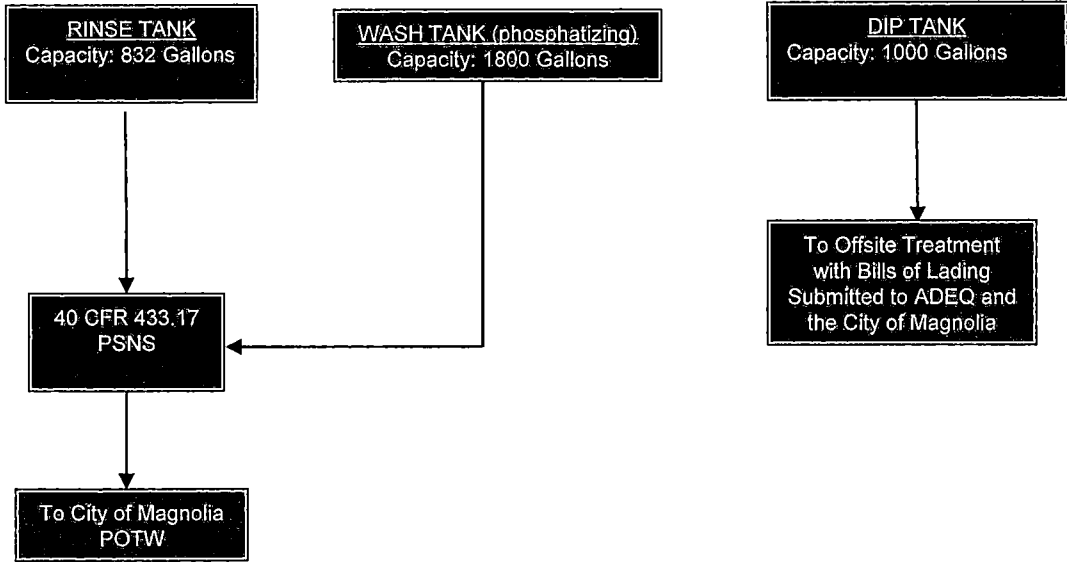 RINSE TANK
Capacity: 832 Gallons
WASH TANK (phosphatizing)
Capacity: 1800 Gallons
DIP TANK
Capacity: 1000 Gallons
40 CFR 433.17
PSNS
To Offsite Treatment
with Bills of Lading
Submitted to ADEQ and
the City of Magnolia
To City of Magnolia
POTW